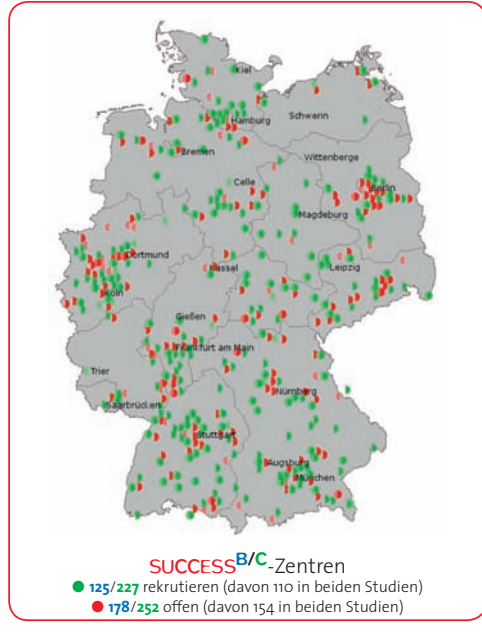 Kiel
Schwerin
Hamburg
Bremen
Wittenberge
Celle
Berlin
Magdeburg
Dortmund
Kassel
Leipzig
Köln
Gießen
Frankfurt am Main
Trier
Saarbrücken
Nürnberg
Stuttgart
Augsburg
München
SUCCESS B/C-Zentren
125/227 rekrutieren (davon 110 in beiden Studien)
178/252 offen (davon 154 in beiden Studien)